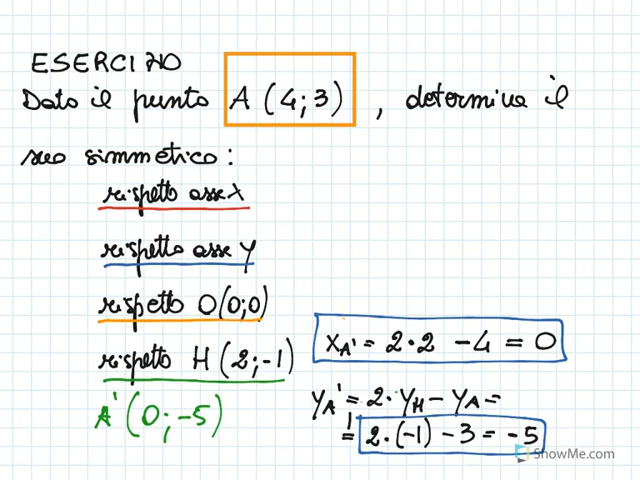 ESERCIZIO
Dato il punto A (4;3) , determina il
suo simmetrico :
rispetto asse X
rispetto asse Y
rispetto O(0;0)
rispetto H (2;-1)
A' (0;-5)
XA' = 2·2 - 4 = 0
YA' = 2·YH - YA =
= 2·(-1) - 3 = -5
ShowMe.com